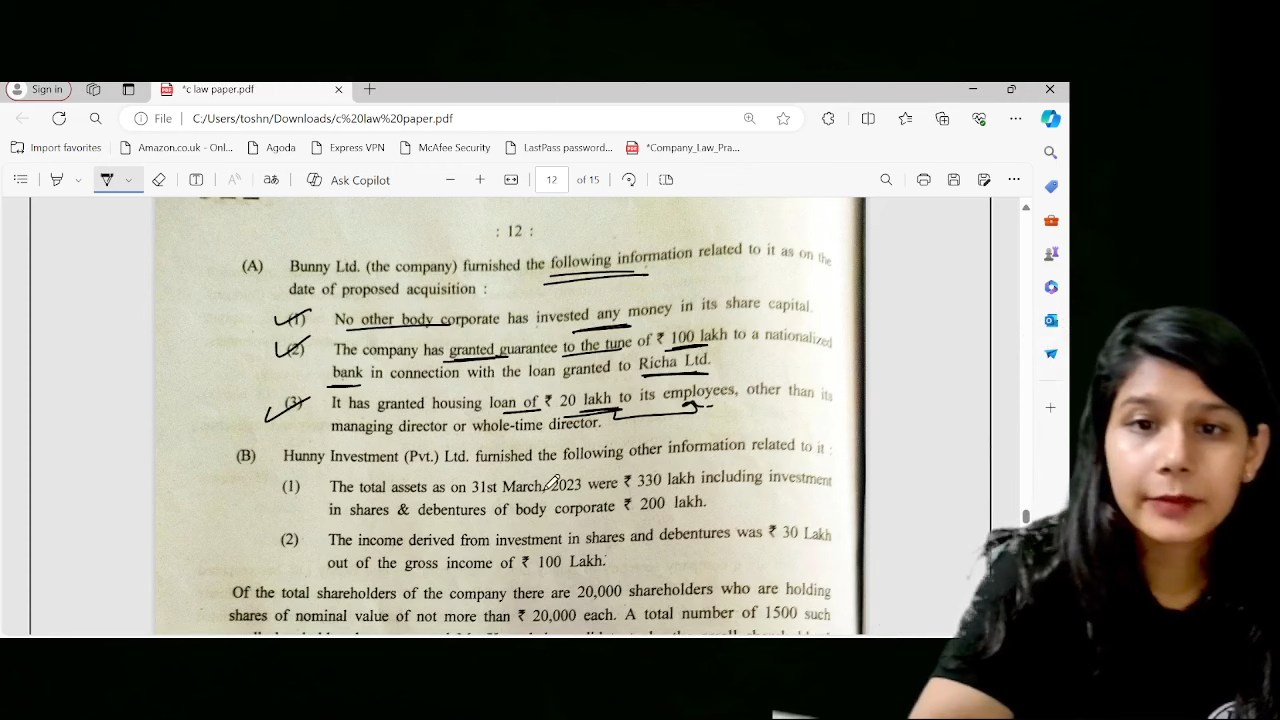 Sign in
*c law paper.pdf
File
C:/Users/toshn/Downloads/c%20law%20paper.pdf
Import favorites
Amazon.co.uk - Onl...
Agoda
Express VPN
McAfee Security
LastPass password...
*Company_Law_Pra...
Ask Copilot
12
of 15
: 12 :
(A) Bunny Ltd. (the company) furnished the following information related to it as on the
date of proposed acquisition :
(1) No other body corporate has invested any money in its share capital.
(2) The company has granted guarantee to the tune of ₹ 100 lakh to a nationalized
bank in connection with the loan granted to Richa Ltd.
(3) It has granted housing loan of ₹ 20 lakh to its employees, other than its
managing director or whole-time director.
(B) Hunny Investment (Pvt.) Ltd. furnished the following other information related to it :
(1) The total assets as on 31st March, 2023 were ₹ 330 lakh including investment
in shares & debentures of body corporate ₹ 200 lakh.
(2) The income derived from investment in shares and debentures was ₹ 30 Lakh
out of the gross income of ₹ 100 Lakh.
Of the total shareholders of the company there are 20,000 shareholders who are holding
shares of nominal value of not more than ₹ 20,000 each. A total number of 1500 such